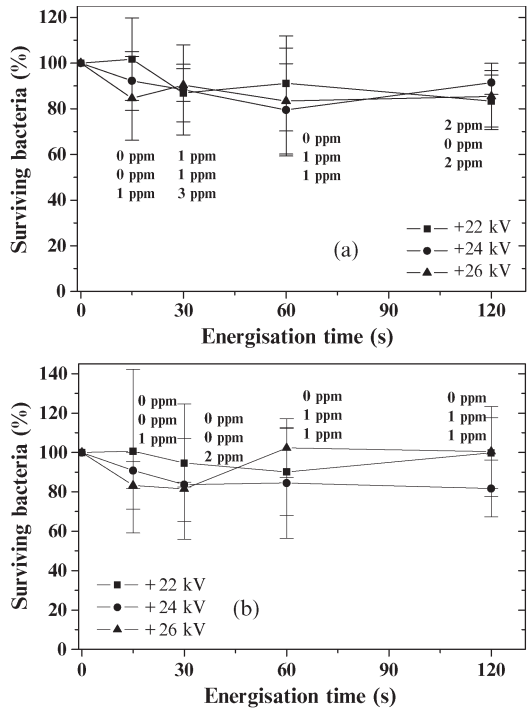 120
100
80
60
40
20
0
Surviving bacteria (%)
0 ppm
0 ppm
1 ppm
1 ppm
1 ppm
3 ppm
0 ppm
1 ppm
1 ppm
2 ppm
0 ppm
2 ppm
(a)
+22 kV
+24 kV
+26 kV
0 30 60 90 120
Energisation time (s)
140
120
100
80
60
40
20
0
Surviving bacteria (%)
0 ppm
0 ppm
1 ppm
0 ppm
0 ppm
2 ppm
0 ppm
1 ppm
1 ppm
0 ppm
1 ppm
1 ppm
+22 kV
+24 kV
+26 kV
(b)
0 30 60 90 120
Energisation time (s)